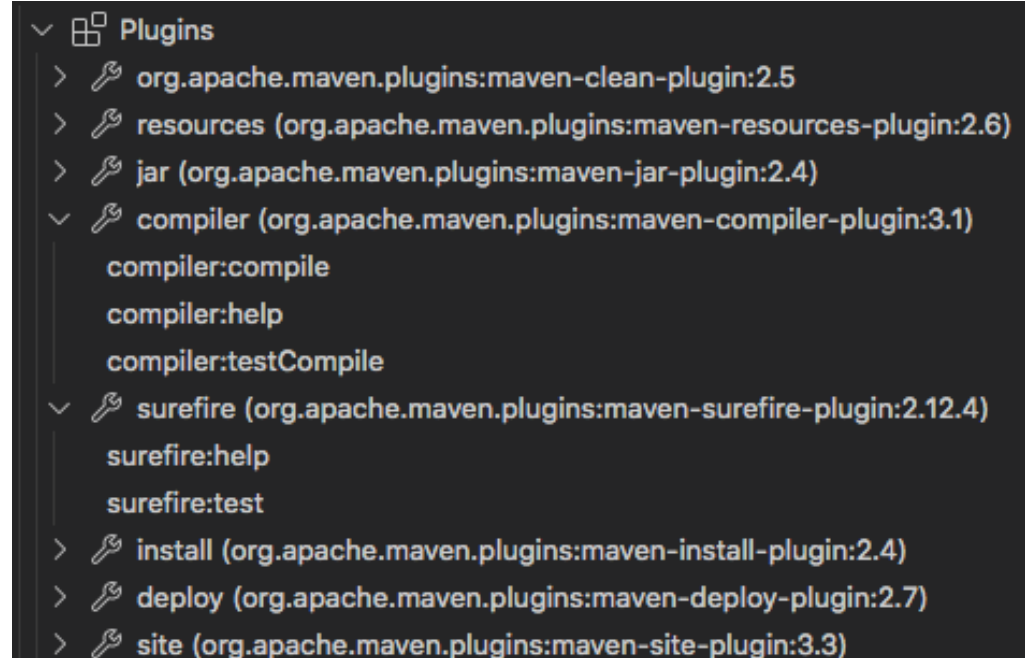 Plugins
org.apache.maven.plugins:maven-clean-plugin:2.5
resources (org.apache.maven.plugins:maven-resources-plugin:2.6)
jar (org.apache.maven.plugins:maven-jar-plugin:2.4)
compiler (org.apache.maven.plugins:maven-compiler-plugin:3.1)
compiler:compile
compiler:help
compiler:testCompile
surefire (org.apache.maven.plugins:maven-surefire-plugin:2.12.4)
surefire:help
surefire:test
install (org.apache.maven.plugins:maven-install-plugin:2.4)
deploy (org.apache.maven.plugins:maven-deploy-plugin:2.7)
site (org.apache.maven.plugins:maven-site-plugin:3.3)